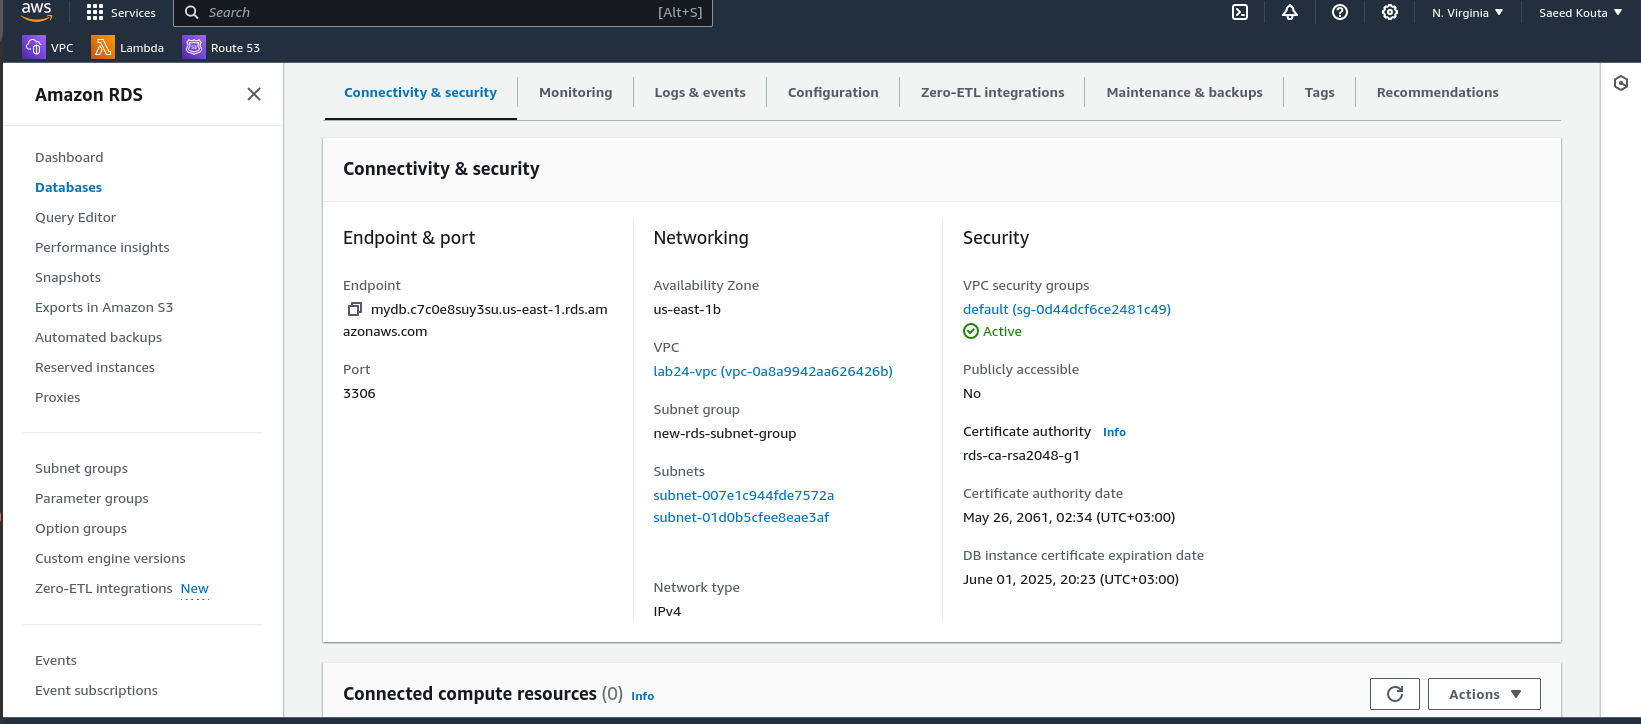 aws
Services
Search
[Alt+S]
N. Virginia
Saeed Kouta
VPC
Lambda
Route 53
Amazon RDS
Dashboard
Databases
Query Editor
Performance insights
Snapshots
Exports in Amazon S3
Automated backups
Reserved instances
Proxies
Subnet groups
Parameter groups
Option groups
Custom engine versions
Zero-ETL integrations New
Events
Event subscriptions
Connectivity & security
Monitoring
Logs & events
Configuration
Zero-ETL integrations
Maintenance & backups
Tags
Recommendations
Connectivity & security
Endpoint & port
Endpoint
mydb.c7c0e8suy3su.us-east-1.rds.am
azonaws.com
Port
3306
Networking
Availability Zone
us-east-1b
VPC
lab24-vpc (vpc-0a8a9942aa626426b)
Subnet group
new-rds-subnet-group
Subnets
subnet-007e1c944fde7572a
subnet-01d0b5cfee8eae3af
Network type
IPv4
Security
VPC security groups
default (sg-0d44dcf6ce2481c49)
Active
Publicly accessible
No
Certificate authority Info
rds-ca-rsa2048-g1
Certificate authority date
May 26, 2061, 02:34 (UTC+03:00)
DB instance certificate expiration date
June 01, 2025, 20:23 (UTC+03:00)
Connected compute resources (0) Info
Actions